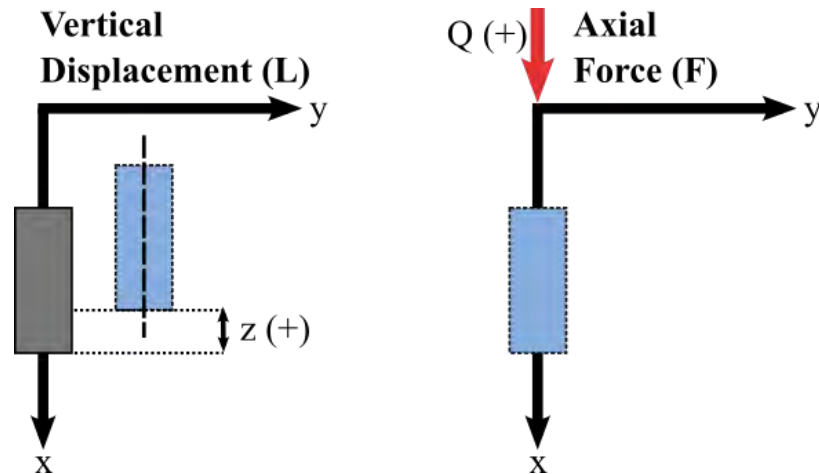 Vertical
Displacement (L)
y
z (+)
x
Q (+)
Axial
Force (F)
y
x